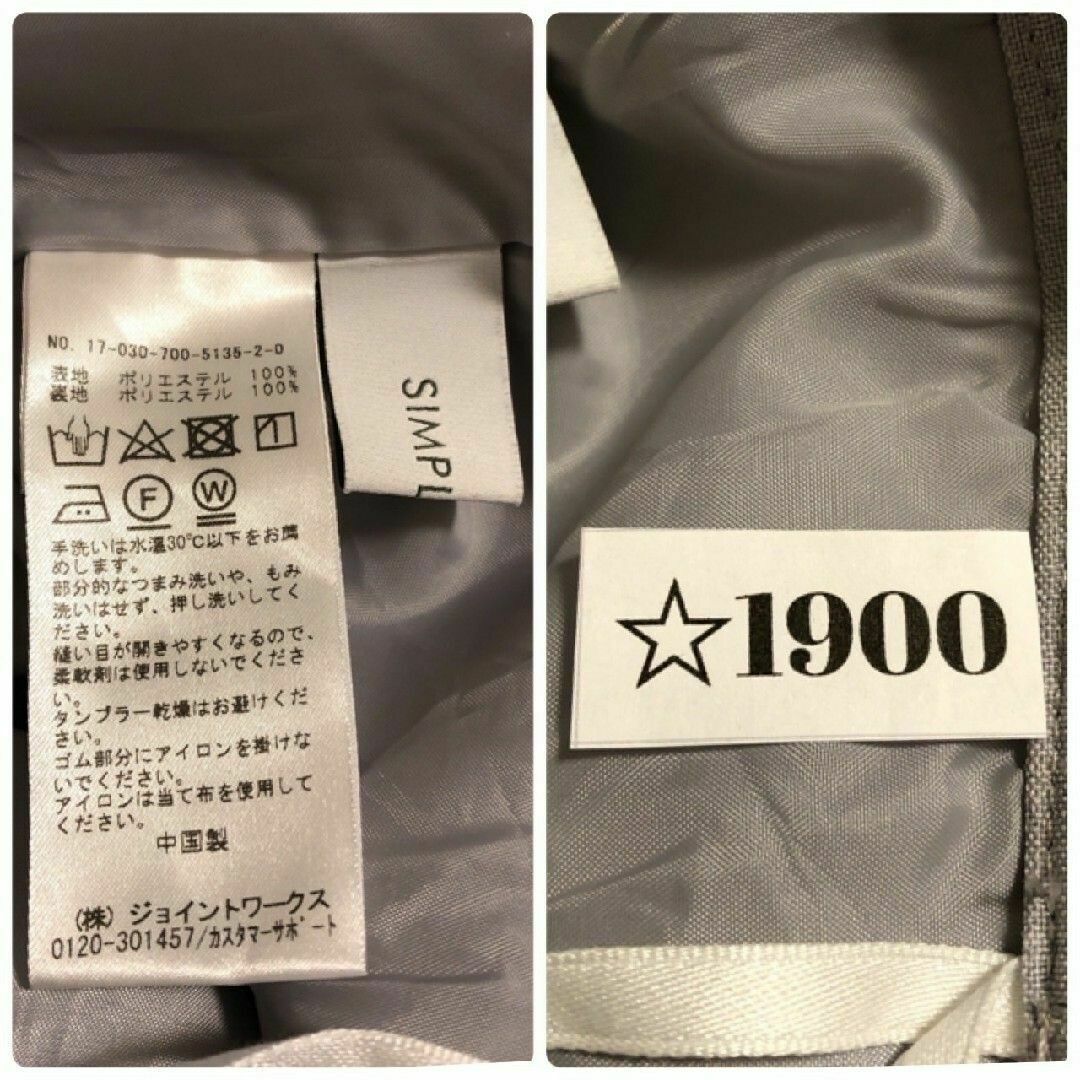 NO. 17-030-700-5135-2-0
表地 ポリエステル 100%
裏地 ポリエステル 100%
1
F W
手洗いは水温30℃以下をお薦
めします。
部分的なつまみ洗いや、もみ
洗いはせず、押し洗いしてく
ださい。
縫い目が開きやすくなるので、
柔軟剤は使用しないでくださ
い。
タンブラー乾燥はお避けくだ
さい。
ゴム部分にアイロンを掛けな
いでください。
アイロンは当て布を使用して
ください。
中国製
(株)ジョイントワークス
0120-301457/カスタマーサポート
SIMPL
☆1900